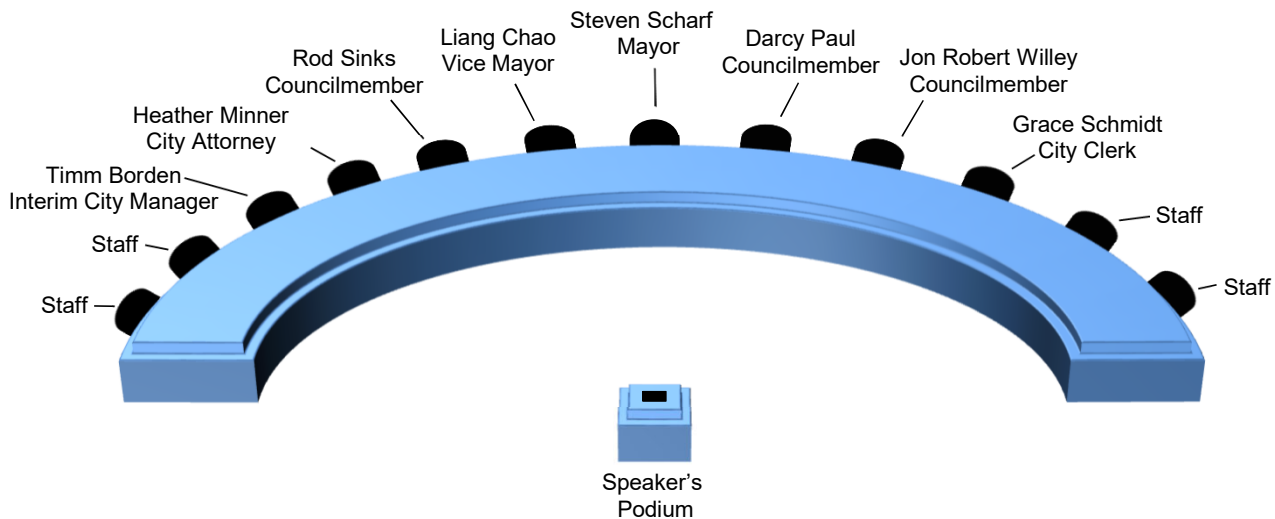 Steven Scharf
Mayor
Liang Chao
Vice Mayor
Darcy Paul
Councilmember
Rod Sinks
Councilmember
Jon Robert Willey
Councilmember
Heather Minner
City Attorney
Grace Schmidt
City Clerk
Timm Borden
Interim City Manager
Staff
Staff
Staff
Staff
Speaker’s
Podium